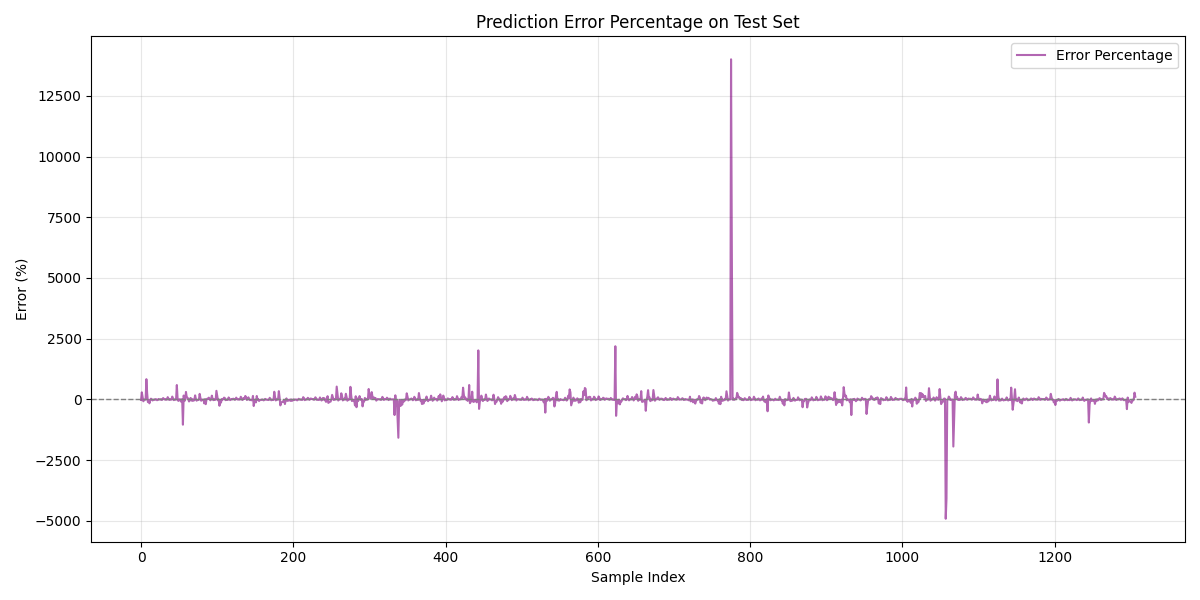 Prediction Error Percentage on Test Set
Error Percentage
Error (%)
12500
10000
7500
5000
2500
0
−2500
−5000
0 200 400 600 800 1000 1200
Sample Index